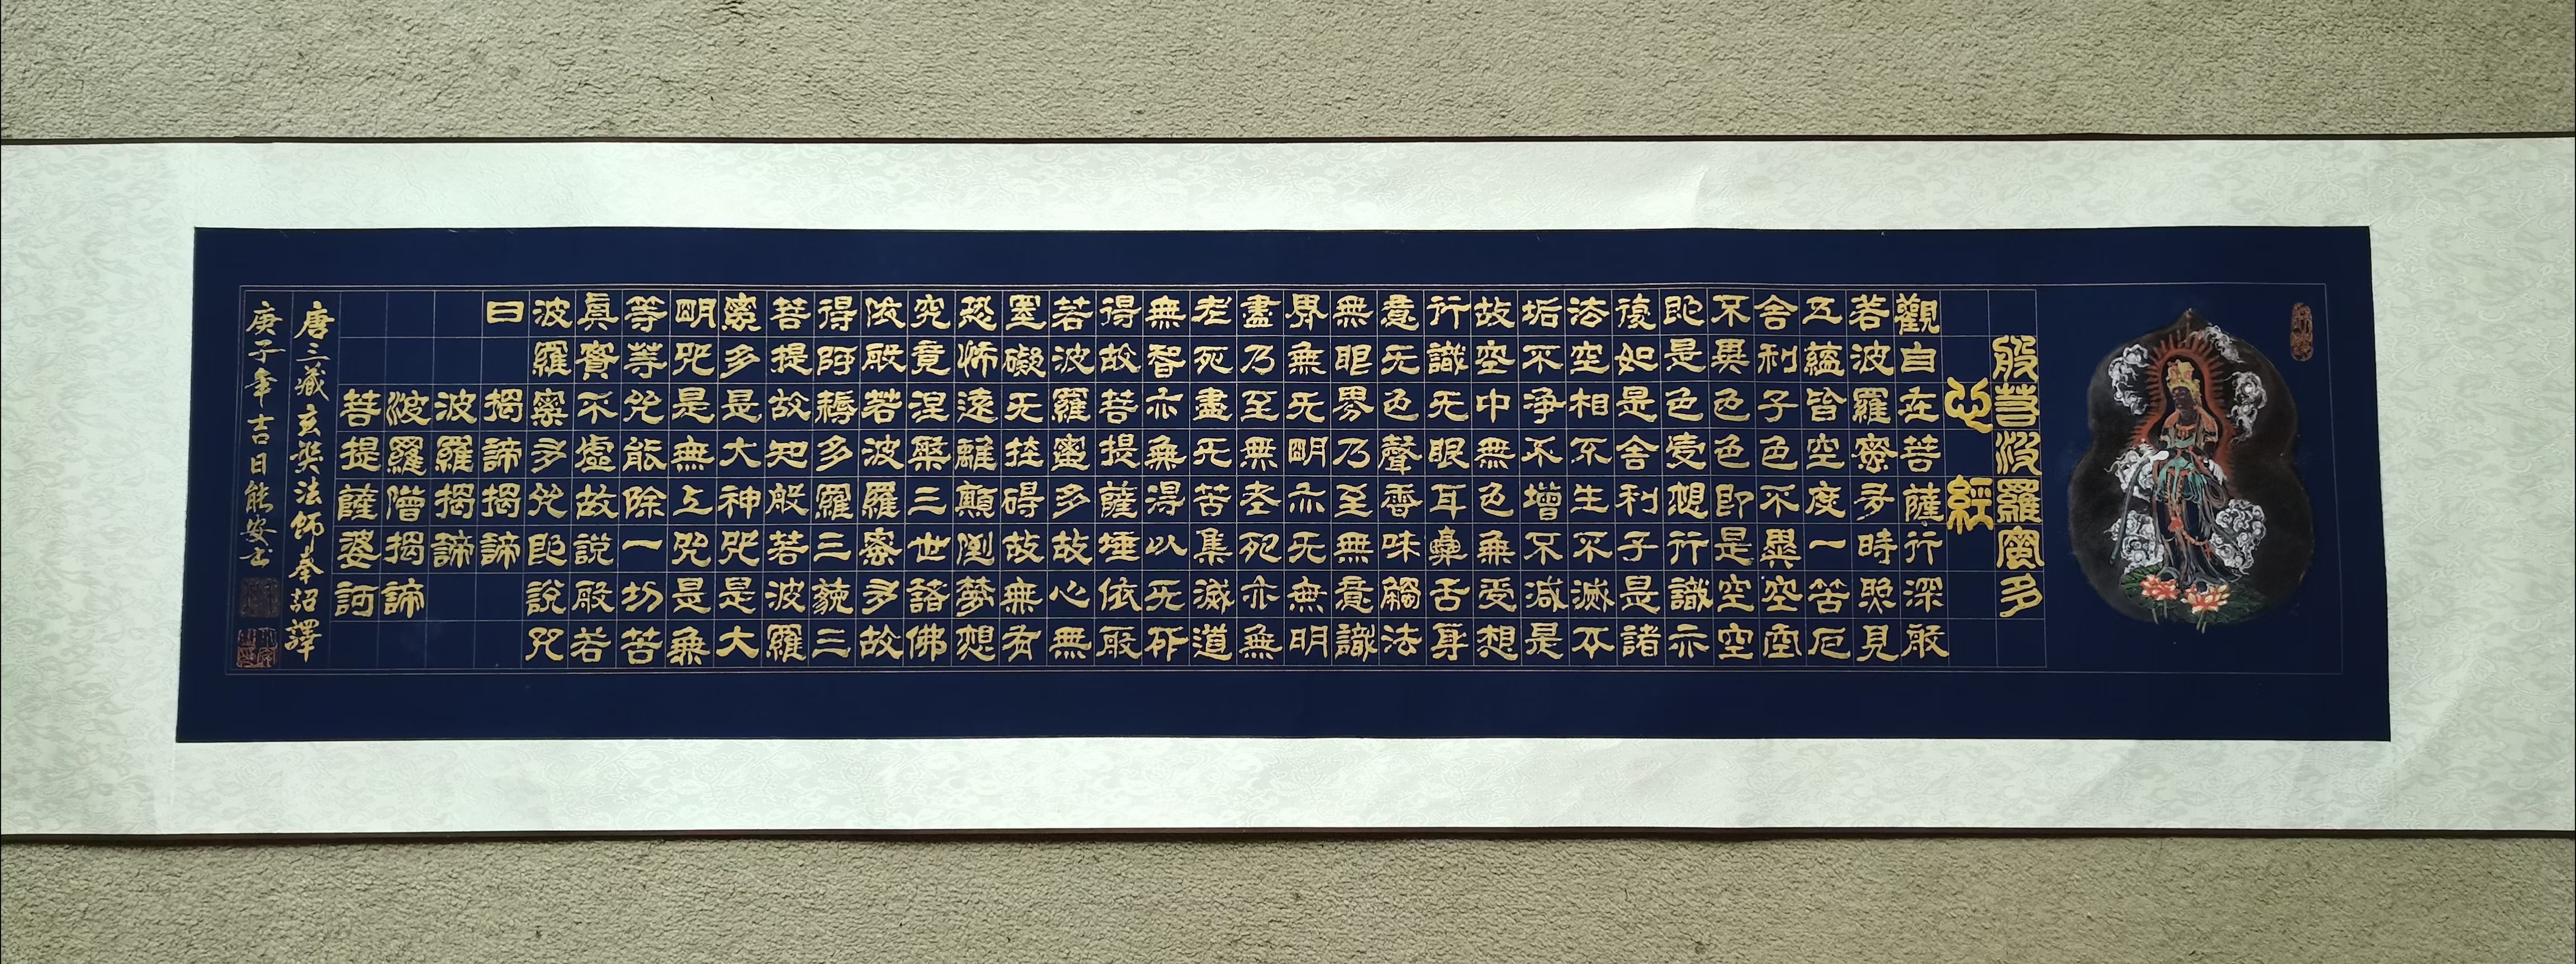 般若波羅蜜多
心經
觀自在菩薩行深般
若波羅蜜多時照見
五蘊皆空度一苦厄
舍利子色不異空空
不異色色即是空空
即是色受想行識亦
復如是舍利子是諸
法空相不生不滅不
垢不净不增不減是
故空中無色無受想
行識无眼耳鼻舌身
意无色聲香味觸法
無眼界乃至無意識
界無无明亦无無明
盡乃至無老死亦無
老死盡无苦集滅道
無智亦無得以无所
得故菩提薩埵依般
若波羅蜜多故心無
罣礙无挂碍故無有
恐怖遠離顛倒夢想
究竟涅槃三世諸佛
依般若波羅蜜多故
得阿耨多羅三藐三
菩提故知般若波羅
蜜多是大神咒是大
明咒是無上咒是無
等等咒能除一切苦
真實不虛故說般若
波羅蜜多咒即說咒
曰 揭諦揭諦
波羅揭諦
波羅僧揭諦
菩提薩婆訶
唐三藏玄奘法師奉詔譯
庚子年吉日能安书